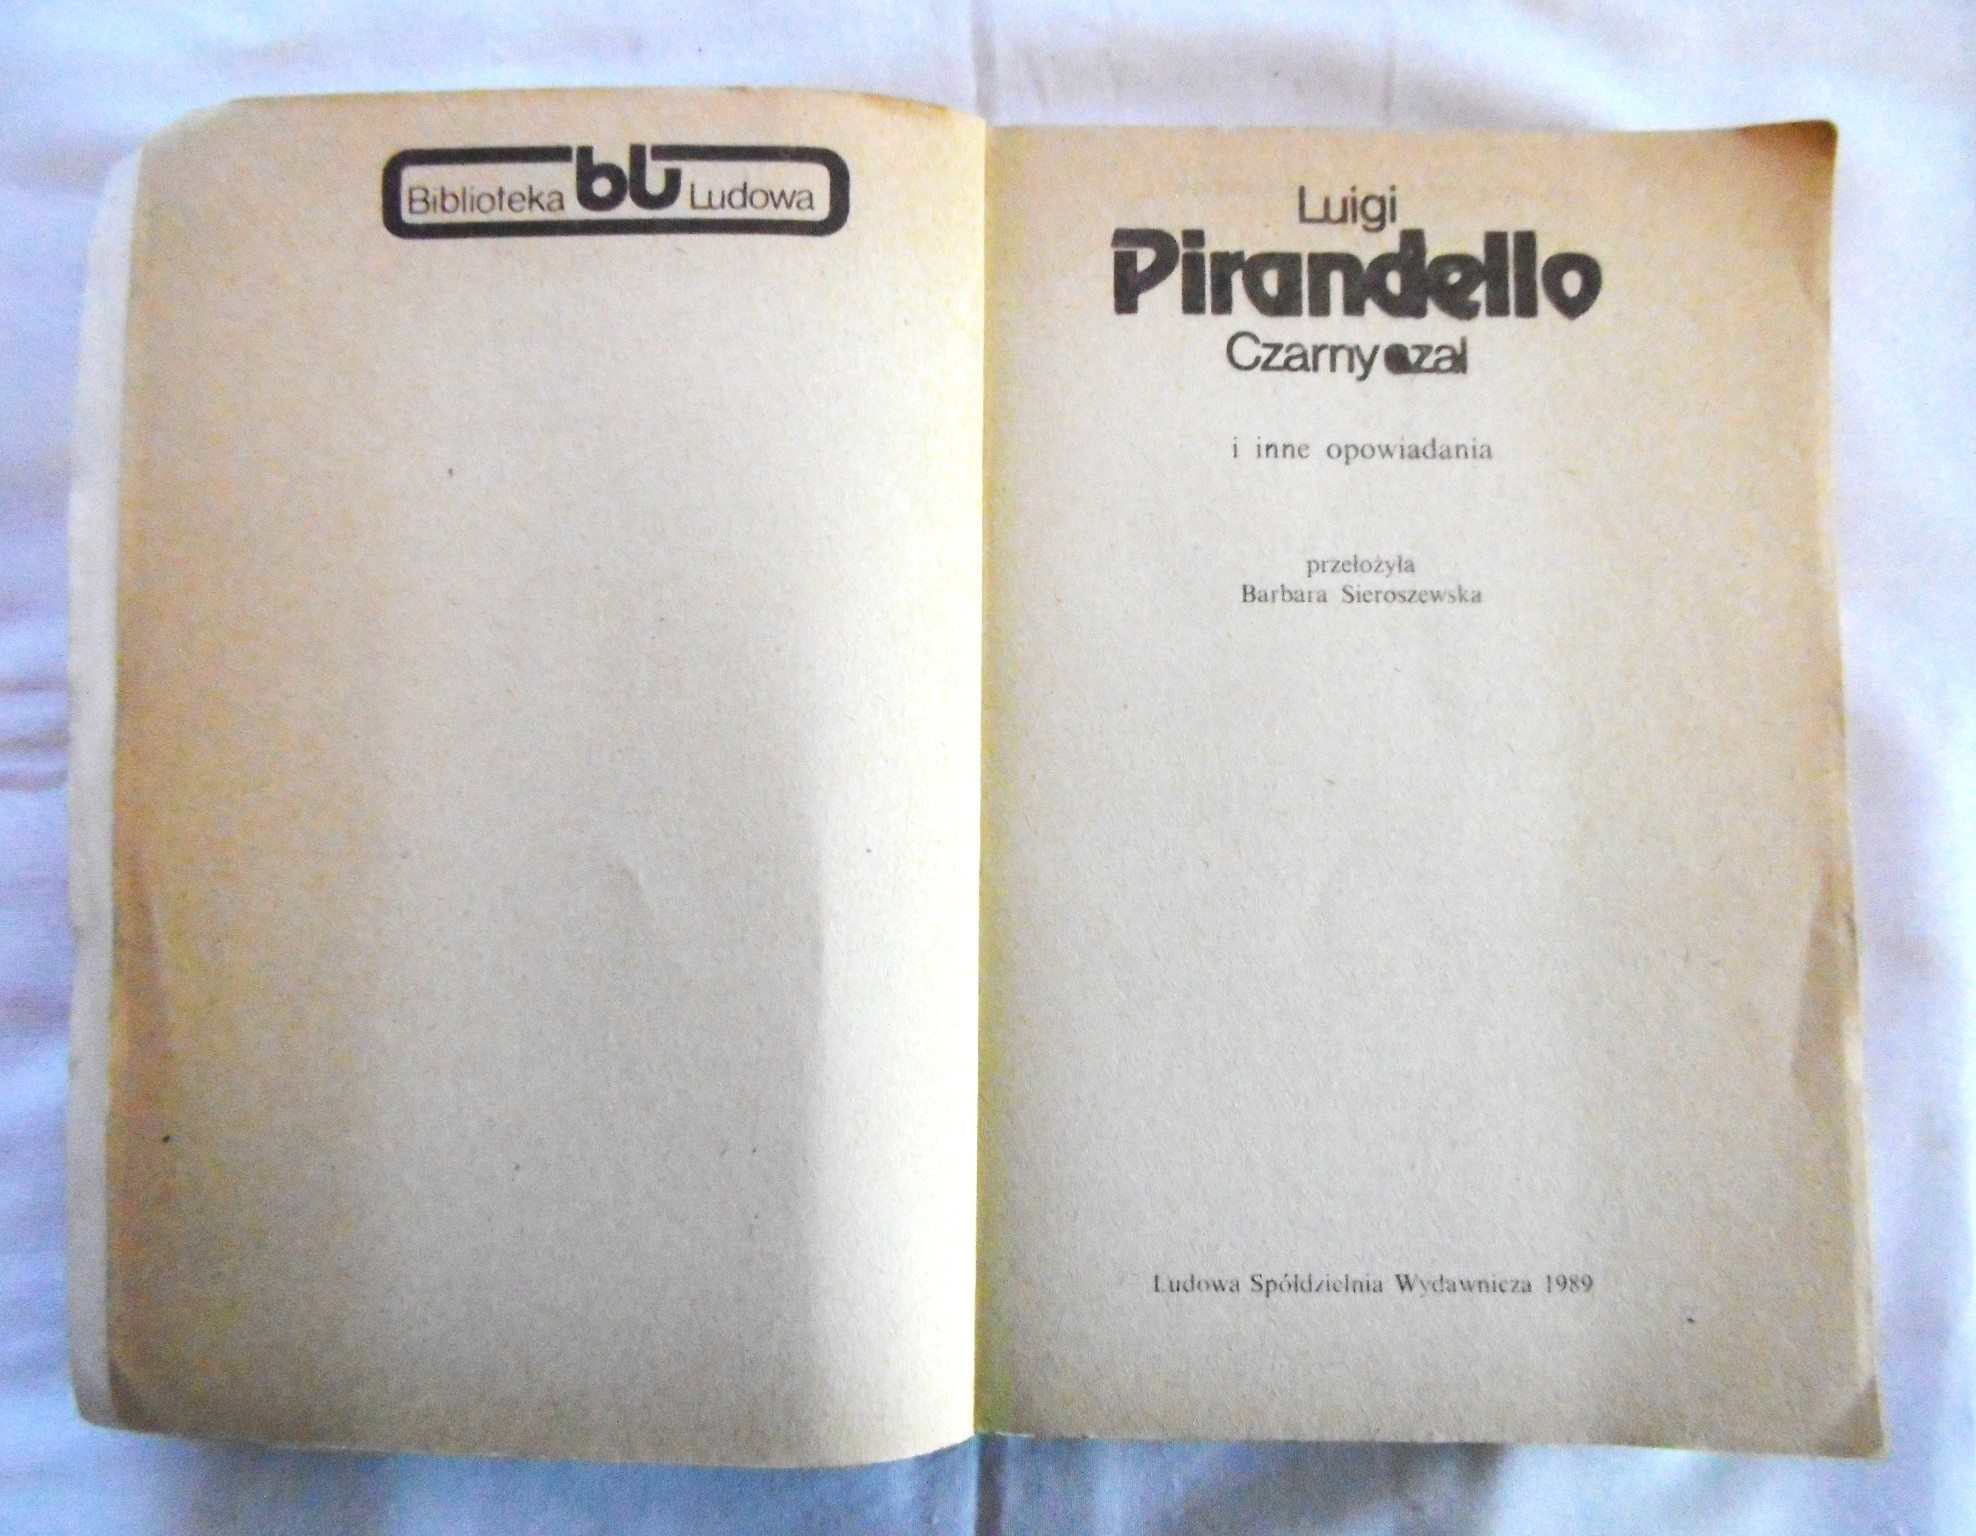 Biblioteka bl Ludowa
Luigi
Pirandello
Czarny szal
i inne opowiadania
przełożyła
Barbara Sieroszewska
Ludowa Spółdzielnia Wydawnicza 1989